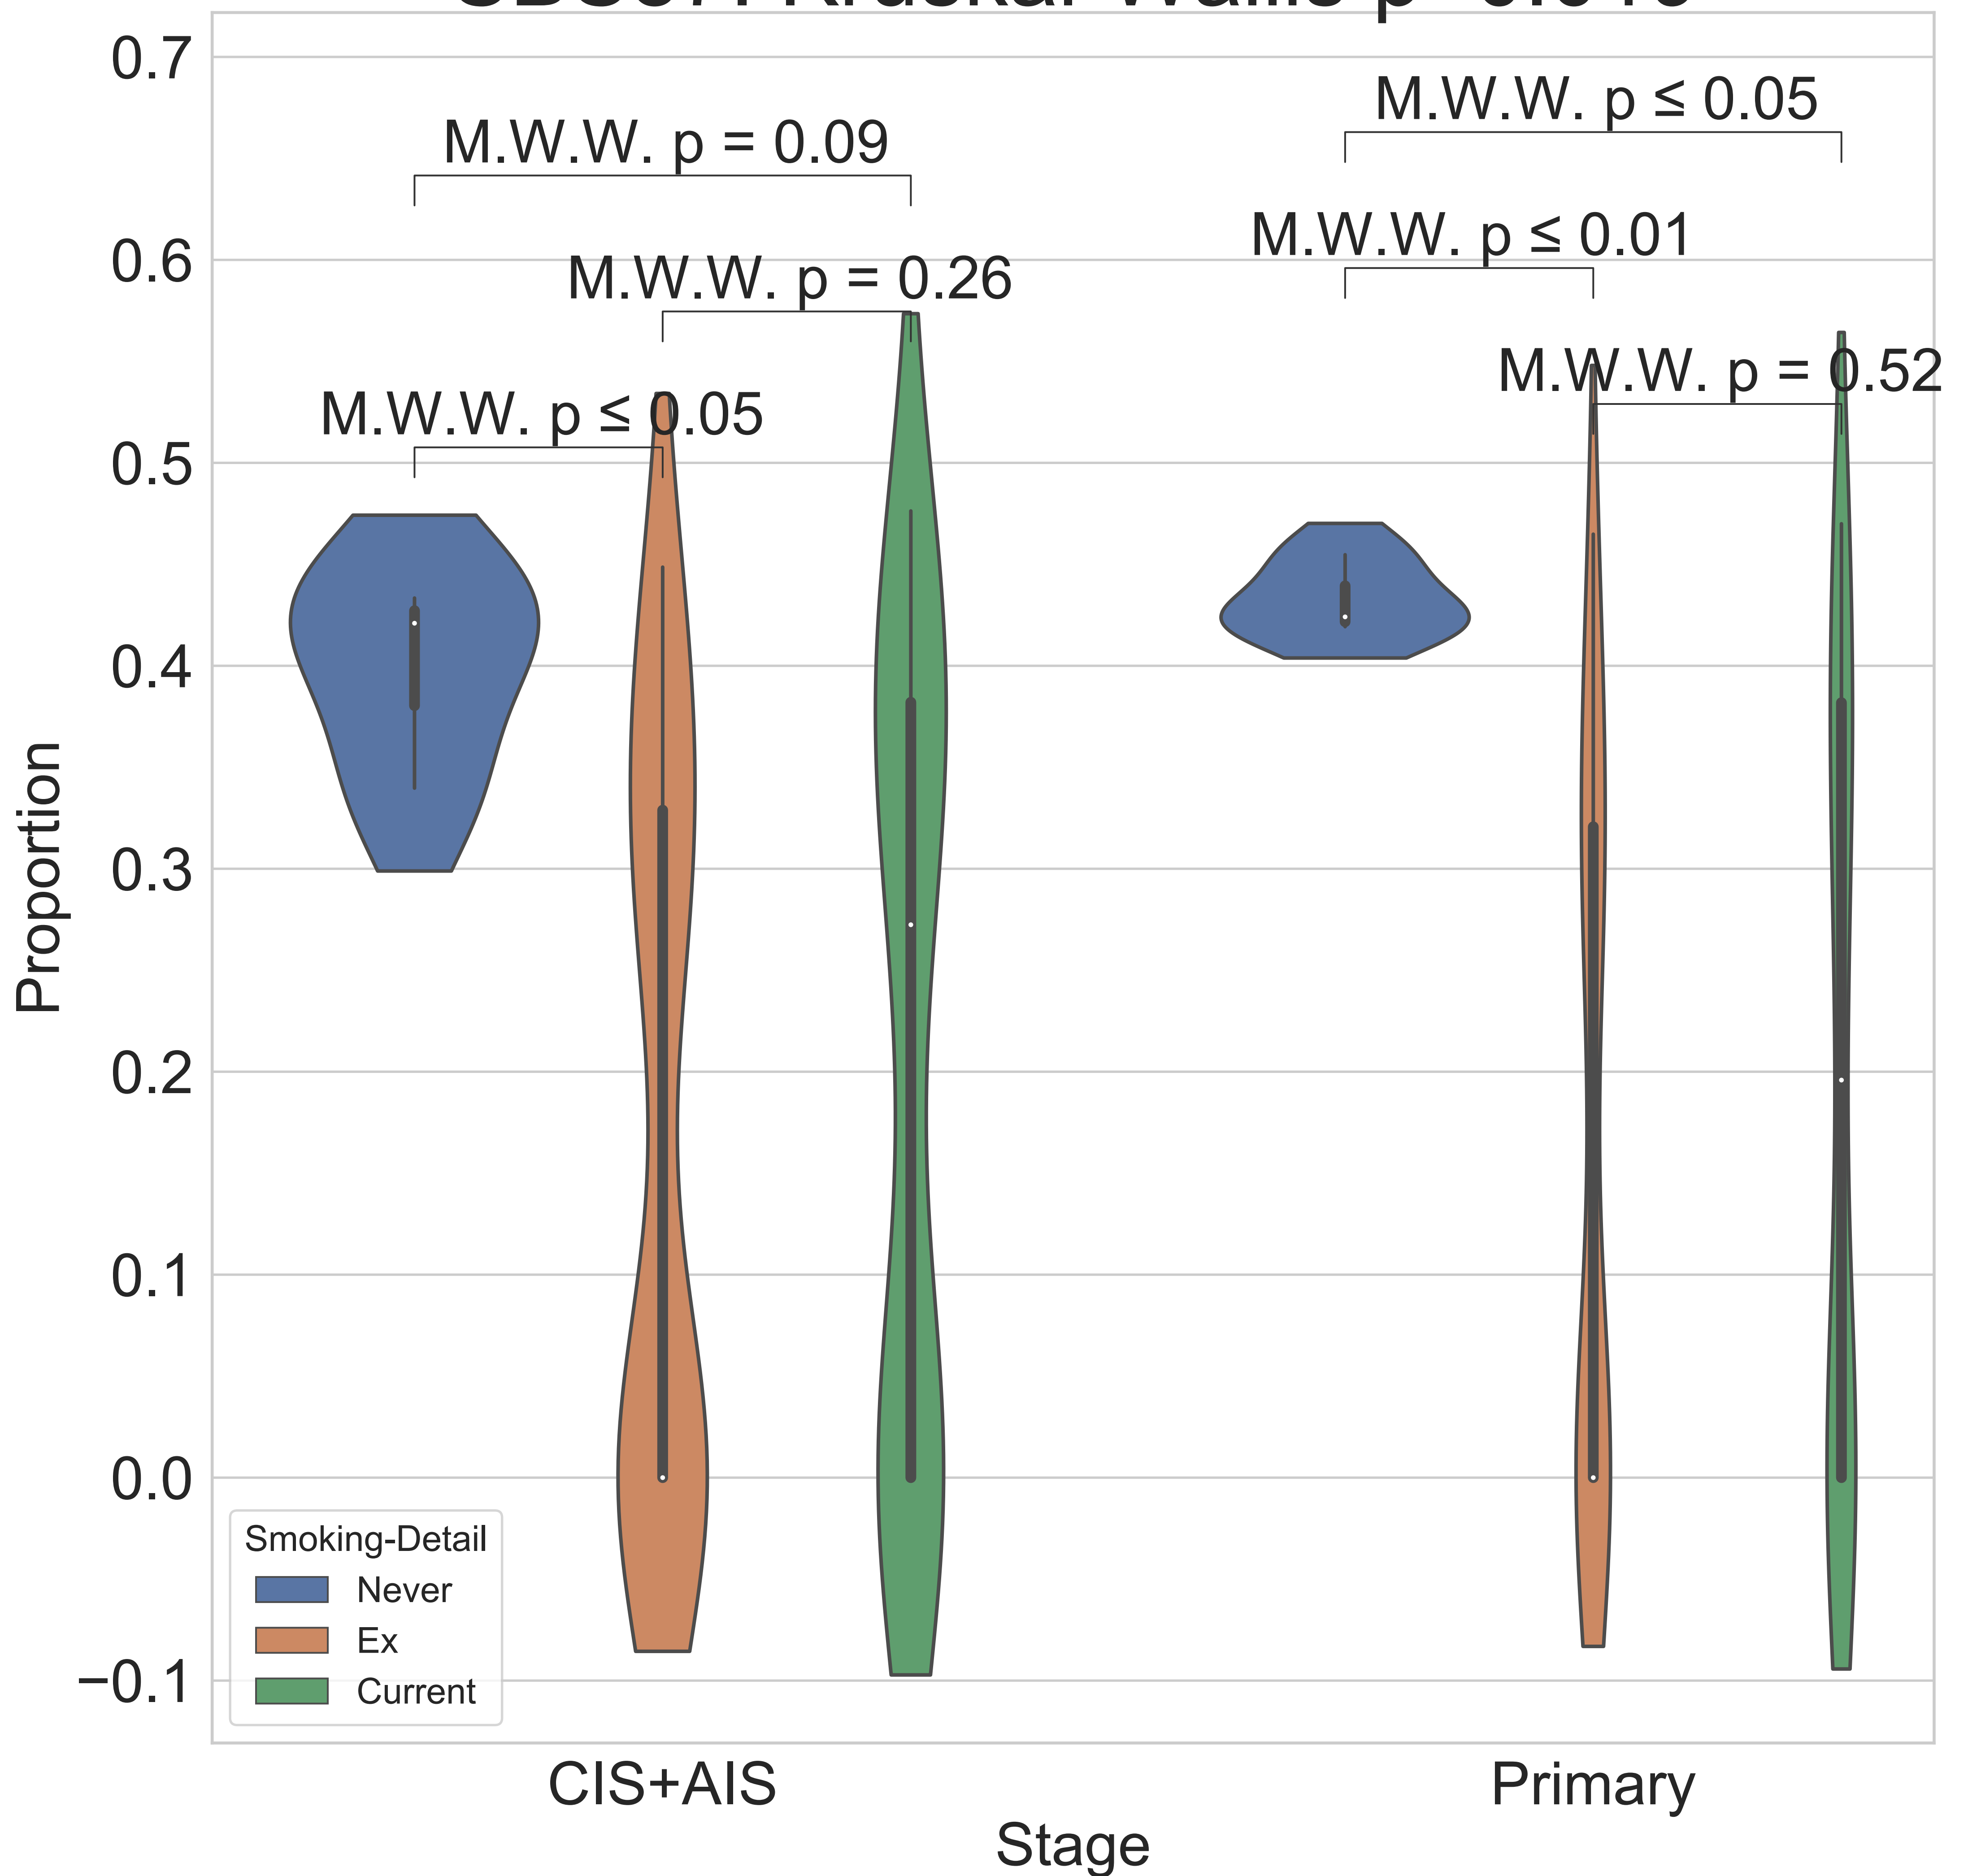 p
0.7
M.W.W. p ≤ 0.05
M.W.W. p = 0.09
M.W.W. p ≤ 0.01
0.6
M.W.W. p = 0.26
M.W.W. p = 0.52
M.W.W. p ≤ 0.05
0.5
0.4
0.3
Proportion
0.2
0.1
0.0
−0.1
Smoking-Detail
Never
Ex
Current
CIS+AIS
Primary
Stage